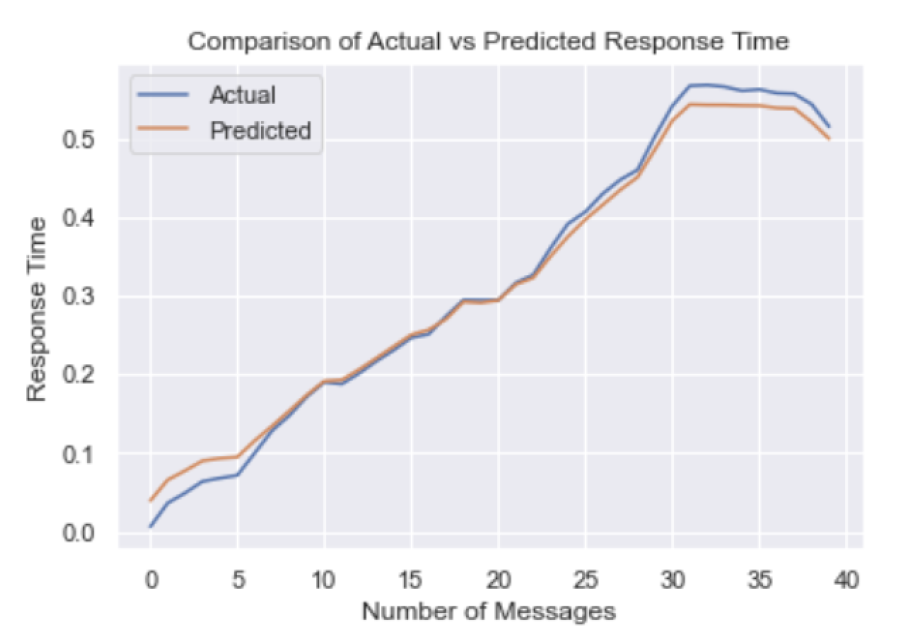 Comparison of Actual vs Predicted Response Time
Actual
Predicted
Response Time
0.5
0.4
0.3
0.2
0.1
0.0
0 5 10 15 20 25 30 35 40
Number of Messages